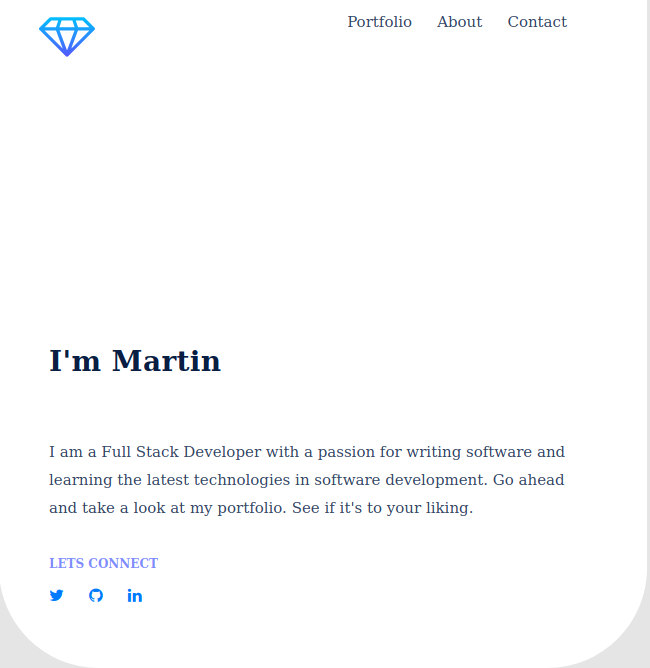 Portfolio About Contact
I'm Martin
I am a Full Stack Developer with a passion for writing software and
learning the latest technologies in software development. Go ahead
and take a look at my portfolio. See if it's to your liking.
LETS CONNECT